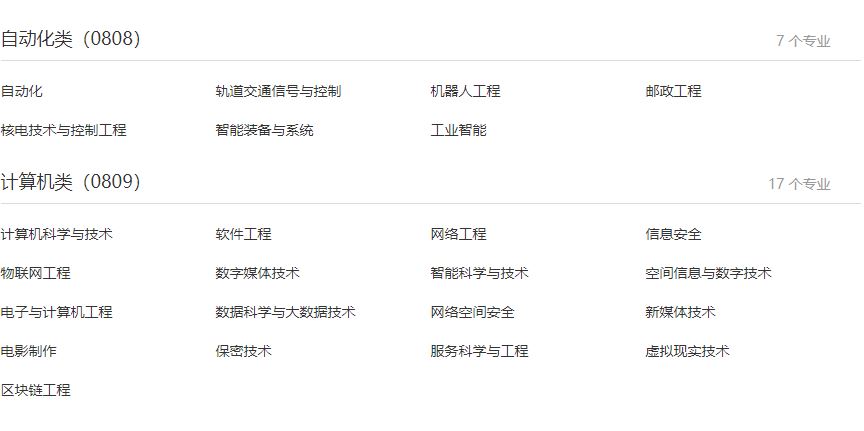 自动化类（0808） 7 个专业
自动化 轨道交通信号与控制 机器人工程 邮政工程
核电技术与控制工程 智能装备与系统 工业智能
计算机类（0809） 17 个专业
计算机科学与技术 软件工程 网络工程 信息安全
物联网工程 数字媒体技术 智能科学与技术 空间信息与数字技术
电子与计算机工程 数据科学与大数据技术 网络空间安全 新媒体技术
电影制作 保密技术 服务科学与工程 虚拟现实技术
区块链工程